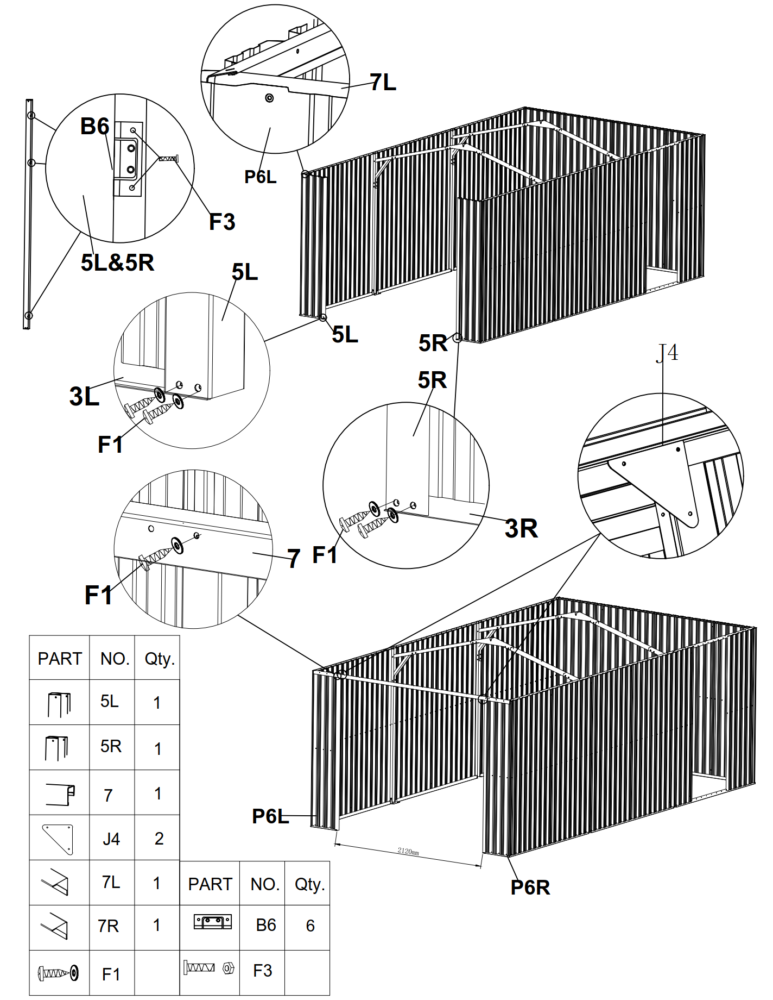 7L
B6
P6L
F3
5L&5R
5L
5L
5R
J4
5R
3L
F1
3R
7
F1
F1
PART NO. Qty.
5L 1
5R 1
7 1
J4 2
7L 1
7R 1
F1
P6L
2120mm
P6R
PART NO. Qty.
B6 6
F3